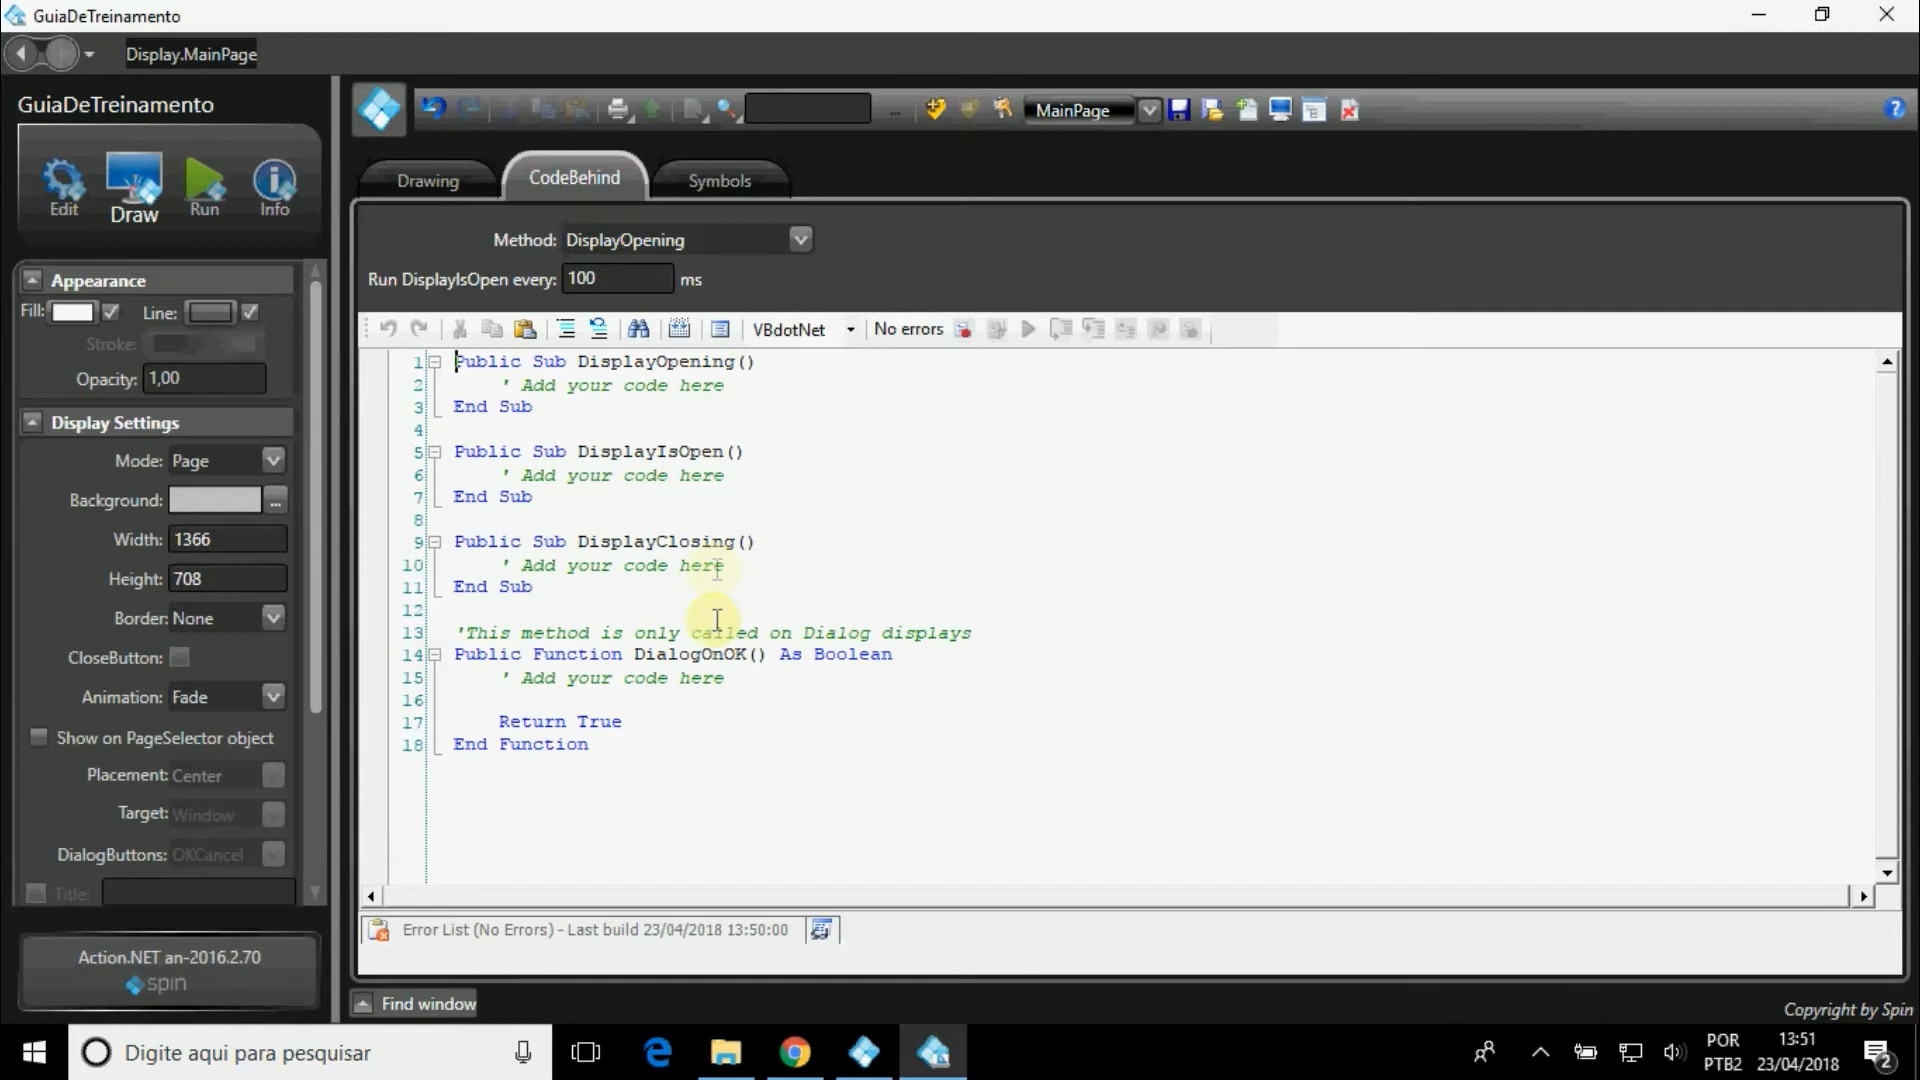 GuiaDeTreinamento
Display.MainPage
GuiaDeTreinamento
Edit
Draw
Run
Info
Appearance
Fill:
Line:
Stroke:
Opacity: 1,00
Display Settings
Mode: Page
Background: ...
Width: 1366
Height: 708
Border: None
CloseButton:
Animation: Fade
Show on PageSelector object
Placement: Center
Target: Window
DialogButtons: OKCancel
Title:
Action.NET an-2016.2.70
spin
... MainPage ?
Drawing
CodeBehind
Symbols
Method: DisplayOpening
Run DisplayIsOpen every: 100 ms
VBdotNet No errors
1 Public Sub DisplayOpening()
2 ' Add your code here
3 End Sub
4
5 Public Sub DisplayIsOpen()
6 ' Add your code here
7 End Sub
8
9 Public Sub DisplayClosing()
10 ' Add your code here
11 End Sub
12
13 'This method is only called on Dialog displays
14 Public Function DialogOnOK() As Boolean
15 ' Add your code here
16
17 Return True
18 End Function
Error List (No Errors) - Last build 23/04/2018 13:50:00
Find window
Copyright by Spin
Digite aqui para pesquisar
POR
PTB2
13:51
23/04/2018
2